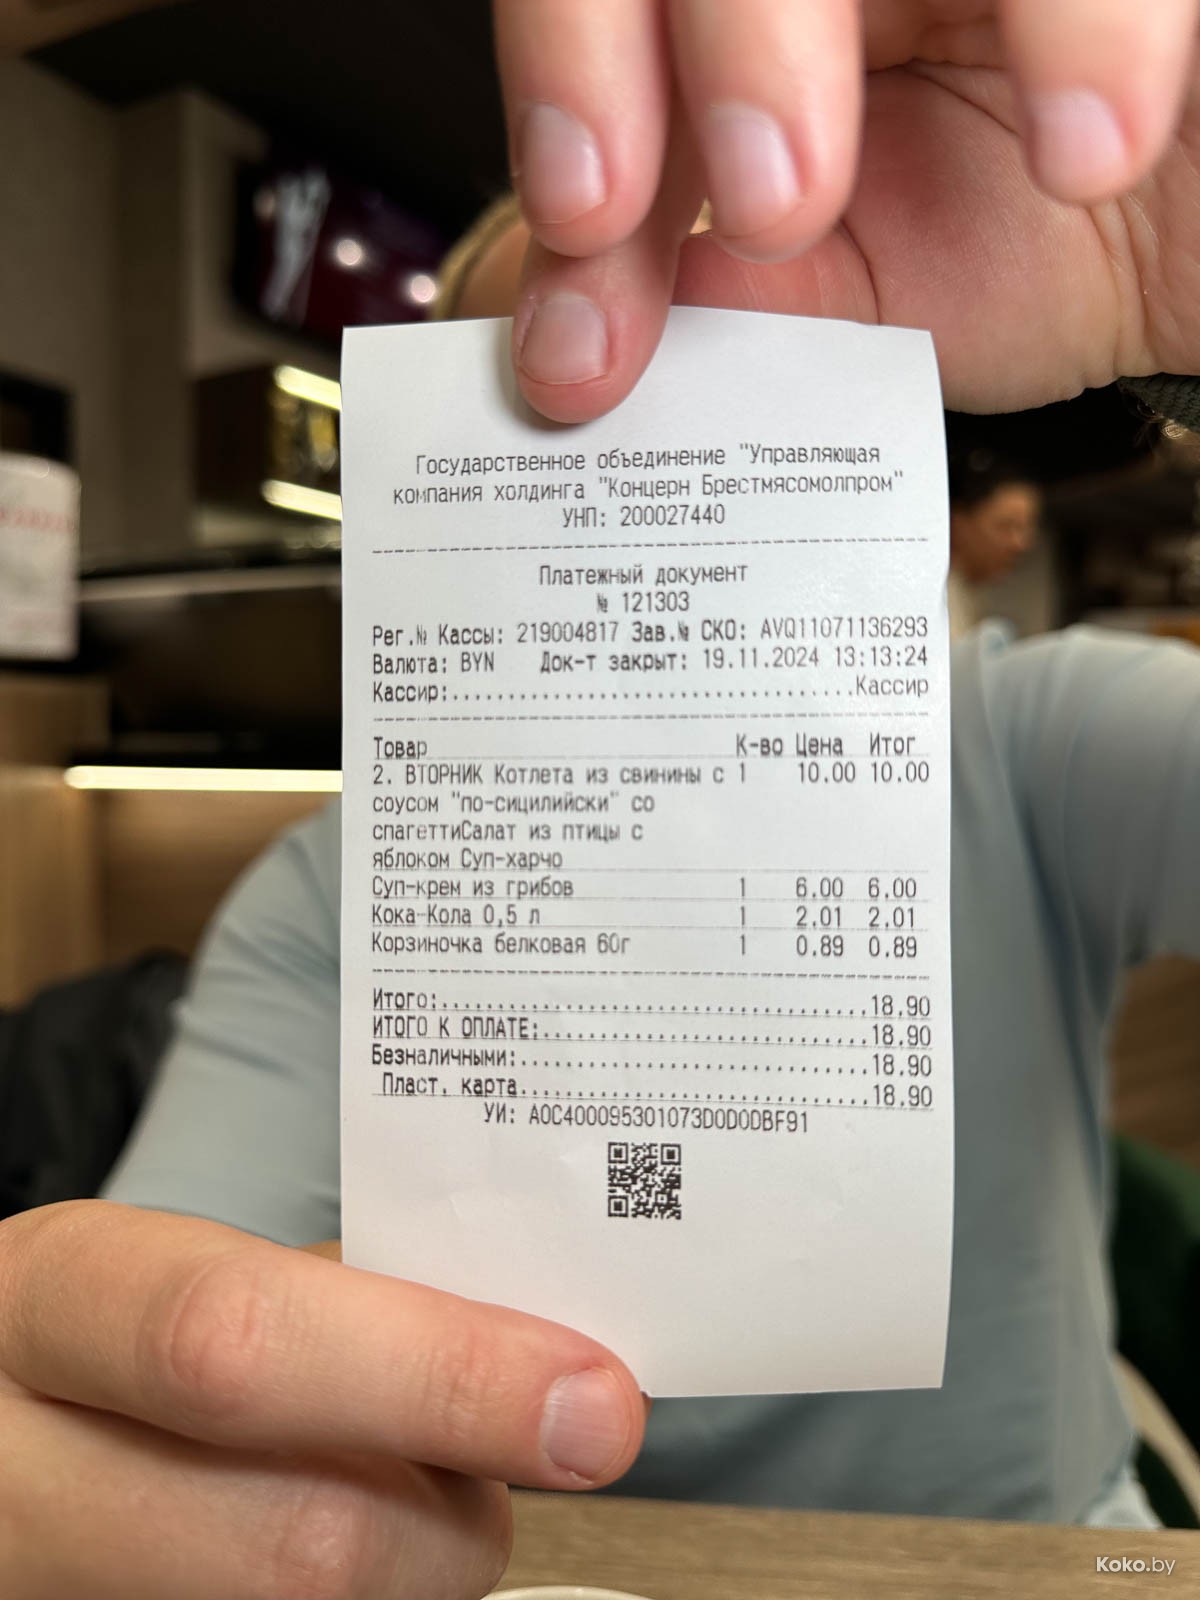 Государственное объединение "Управляющая
компания холдинга "Концерн Брестмясомолпром"
УНП: 200027440
Платежный документ
№ 121303
Рег.№ Кассы: 219004817 Зав.№ СКО: AVQ11071136293
Валюта: BYN Док-т закрыт: 19.11.2024 13:13:24
Кассир:....................................Кассир
Товар К-во Цена Итог
2. ВТОРНИК Котлета из свинины с 1 10.00 10.00
соусом "по-сицилийски" со
спагеттиСалат из птицы с
яблоком Суп-харчо
Суп-крем из грибов 1 6.00 6.00
Кока-Кола 0,5 л 1 2.01 2.01
Корзиночка белковая 60г 1 0.89 0.89
Итого:......................................18.90
ИТОГО К ОПЛАТЕ:.............................18.90
Безналичными:...............................18.90
Пласт. карта...............................18.90
УИ: A0C400095301073D0D0DBF91
Koko.by